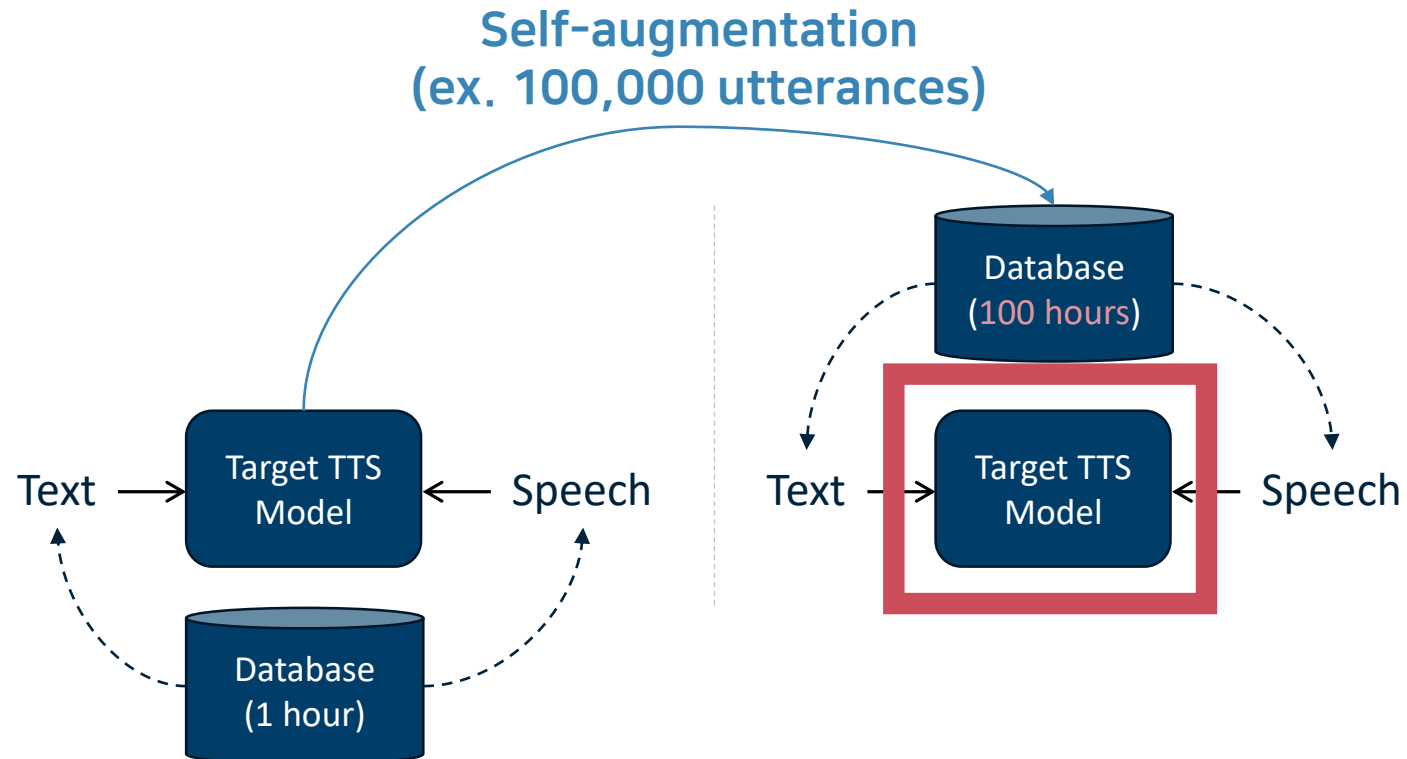 Self-augmentation
(ex. 100,000 utterances)
Text
Target TTS
Model
Speech
Database
(1 hour)
Database
(100 hours)
Text
Target TTS
Model
Speech